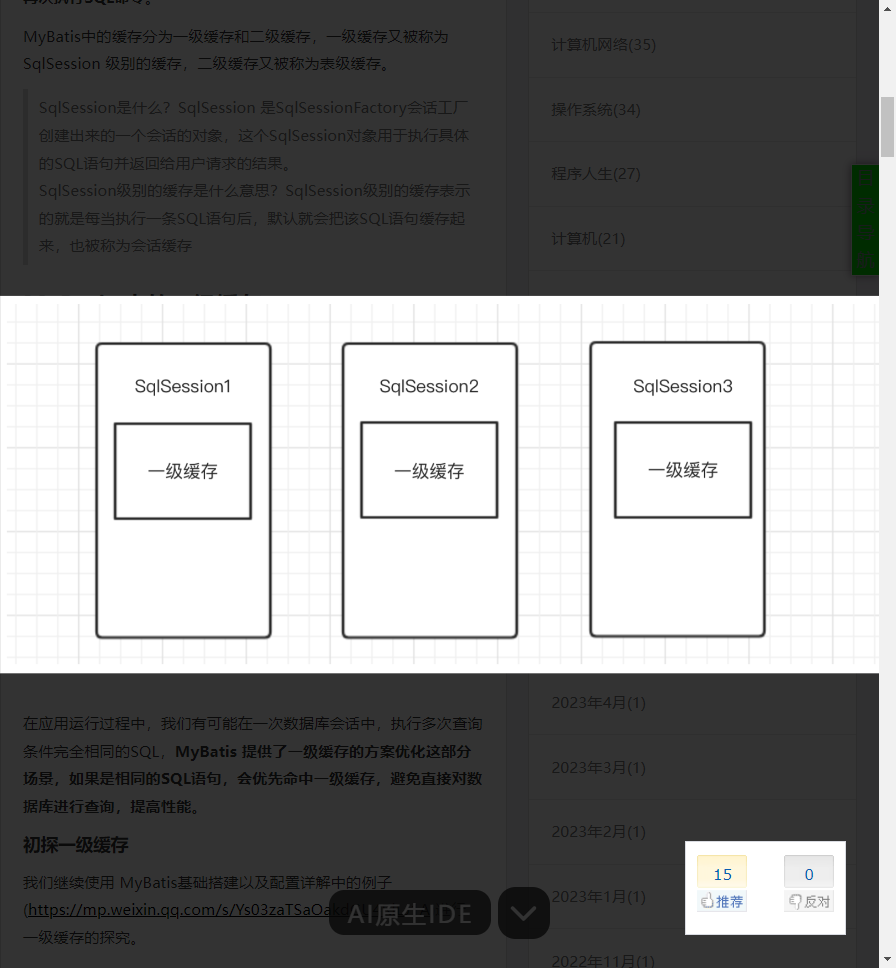 MyBatis中的缓存分为一级缓存和二级缓存，一级缓存又被称为
SqlSession 级别的缓存，二级缓存又被称为表级缓存。
SqlSession是什么？SqlSession 是SqlSessionFactory会话工厂
创建出来的一个会话的对象，这个SqlSession对象用于执行具体
的SQL语句并返回给用户请求的结果。
SqlSession级别的缓存是什么意思？SqlSession级别的缓存表示
的就是每当执行一条SQL语句后，默认就会把该SQL语句缓存起
来，也被称为会话缓存
计算机网络(35)
操作系统(34)
程序人生(27)
计算机(21)
SqlSession1
一级缓存
SqlSession2
一级缓存
SqlSession3
一级缓存
在应用运行过程中，我们有可能在一次数据库会话中，执行多次查询
条件完全相同的SQL，MyBatis 提供了一级缓存的方案优化这部分
场景，如果是相同的SQL语句，会优先命中一级缓存，避免直接对数
据库进行查询，提高性能。
初探一级缓存
我们继续使用 MyBatis基础搭建以及配置详解中的例子
(https://mp.weixin.qq.com/s/Ys03zaTSaOak
一级缓存的探究。
2023年4月(1)
2023年3月(1)
2023年2月(1)
2023年1月(1)
2022年11月(1)
AI原生IDE
15
推荐
0
反对